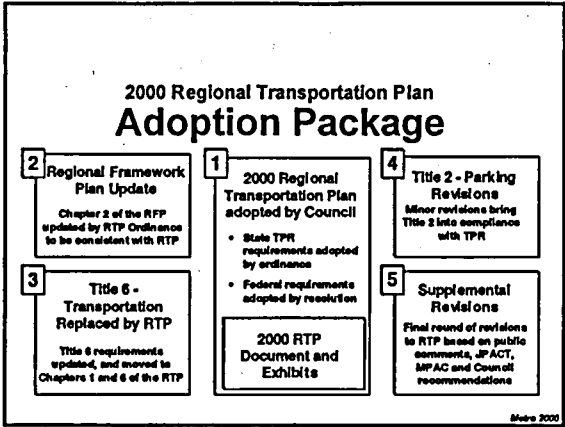 2000 Regional Transportation Plan
Adoption Package
2
Regional Framework
Plan Update
Chapter 2 of the RFP
updated by RTP Ordinance
to be consistent with RTP
1
2000 Regional
Transportation Plan
adopted by Council
• State TPR
requirements adopted
by ordinance
• Federal requirements
adopted by resolution
2000 RTP
Document and
Exhibits
4
Title 2 - Parking
Revisions
Minor revisions bring
Title 2 into compliance
with TPR
3
Title 6 -
Transportation
Replaced by RTP
Title 6 requirements
updated, and moved to
Chapters 1 and 6 of the RTP
5
Supplemental
Revisions
Final round of revisions
to RTP based on public
comments, JPACT,
MPAC and Council
recommendations
Metro 2000